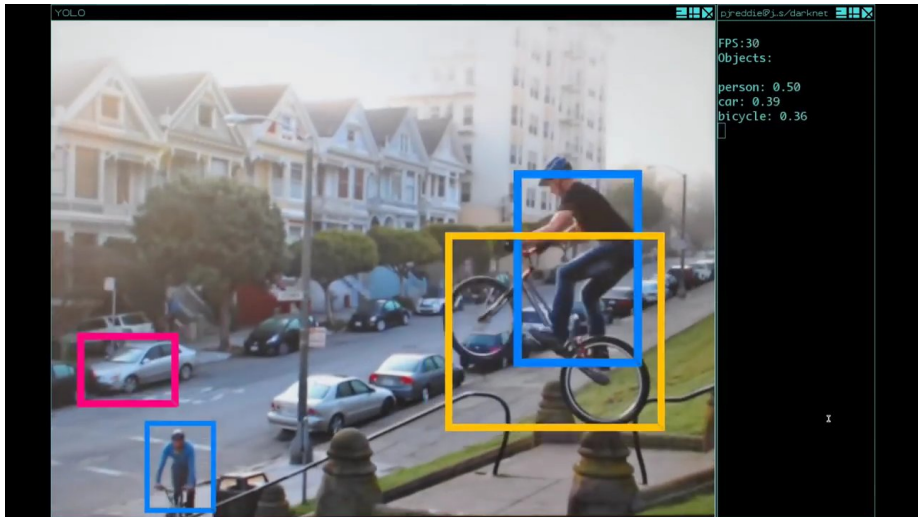 YOLO
pjreddie@j.s/darknet
FPS:30
Objects:
person: 0.50
car: 0.39
bicycle: 0.36